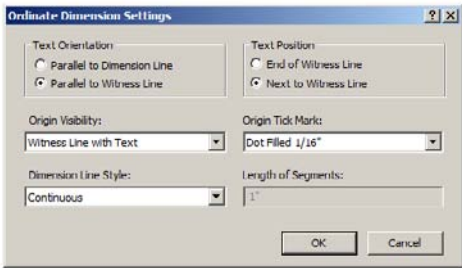 Ordinate Dimension Settings
Text Orientation
Parallel to Dimension Line
Parallel to Witness Line
Text Position
End of Witness Line
Next to Witness Line
Origin Visibility:
Witness Line with Text
Origin Tick Mark:
Dot Filled 1/16"
Dimension Line Style:
Continuous
Length of Segments:
1"
OK
Cancel